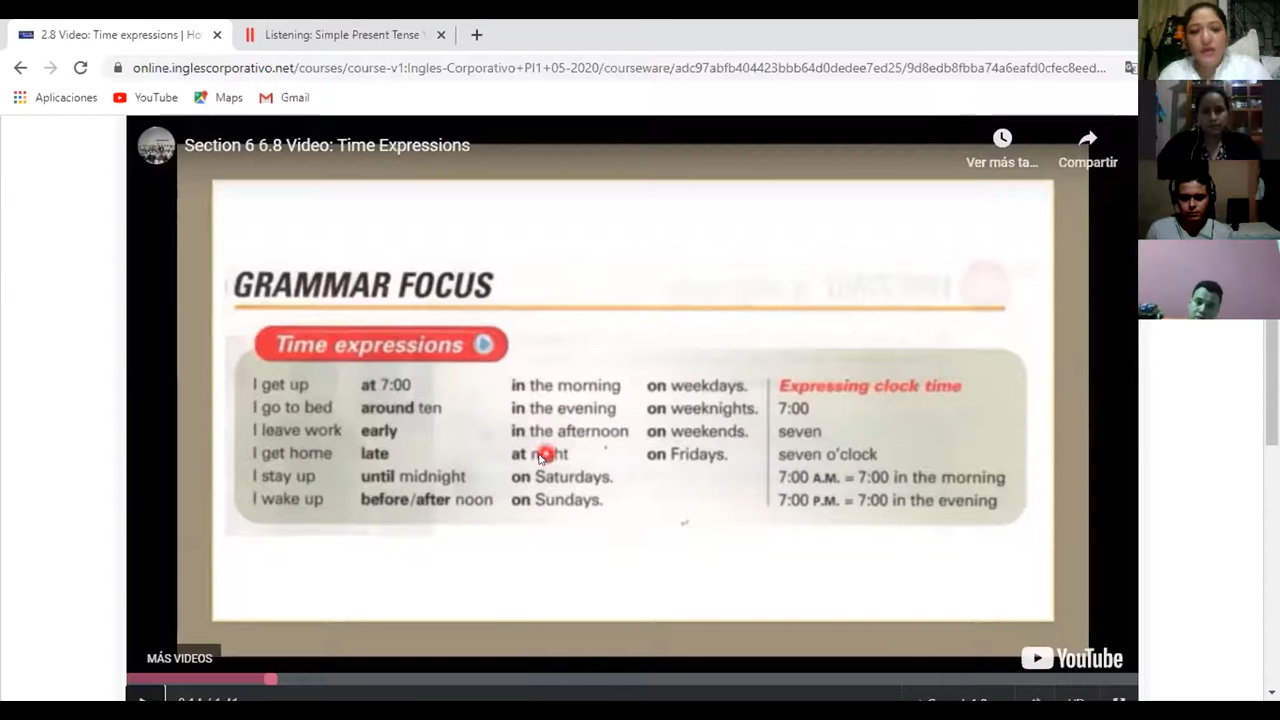 2.8 Video: Time expressions | Ho
Listening: Simple Present Tense
online.inglescorporativo.net/courses/course-v1:Ingles-Corporativo+PI1+05-2020/courseware/adc97abfb404423bbb64d0dedee7ed25/9d8edb8fbba74a6eafd0cfec8eed...
Aplicaciones YouTube Maps Gmail
Section 6 6.8 Video: Time Expressions
Ver más ta... Compartir
GRAMMAR FOCUS
Time expressions
I get up at 7:00 in the morning on weekdays. Expressing clock time
I go to bed around ten in the evening on weeknights. 7:00
I leave work early in the afternoon on weekends. seven
I get home late at night on Fridays. seven o'clock
I stay up until midnight on Saturdays. 7:00 A.M. = 7:00 in the morning
I wake up before/after noon on Sundays. 7:00 P.M. = 7:00 in the evening
MÁS VIDEOS
YouTube